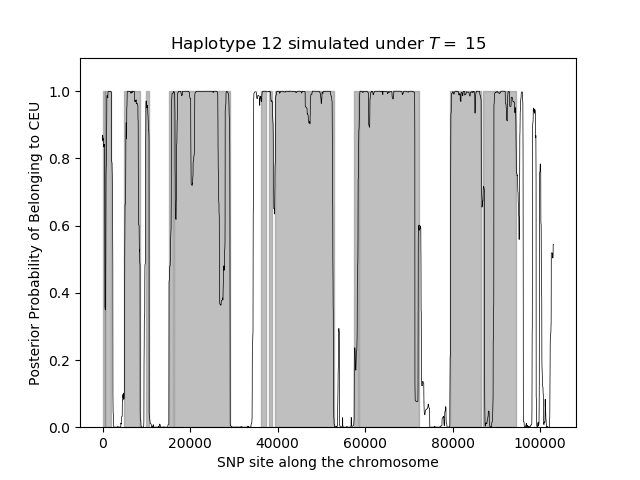 Haplotype 12 simulated under T = 15
Posterior Probability of Belonging to CEU
1.0
0.8
0.6
0.4
0.2
0.0
0 20000 40000 60000 80000 100000
SNP site along the chromosome